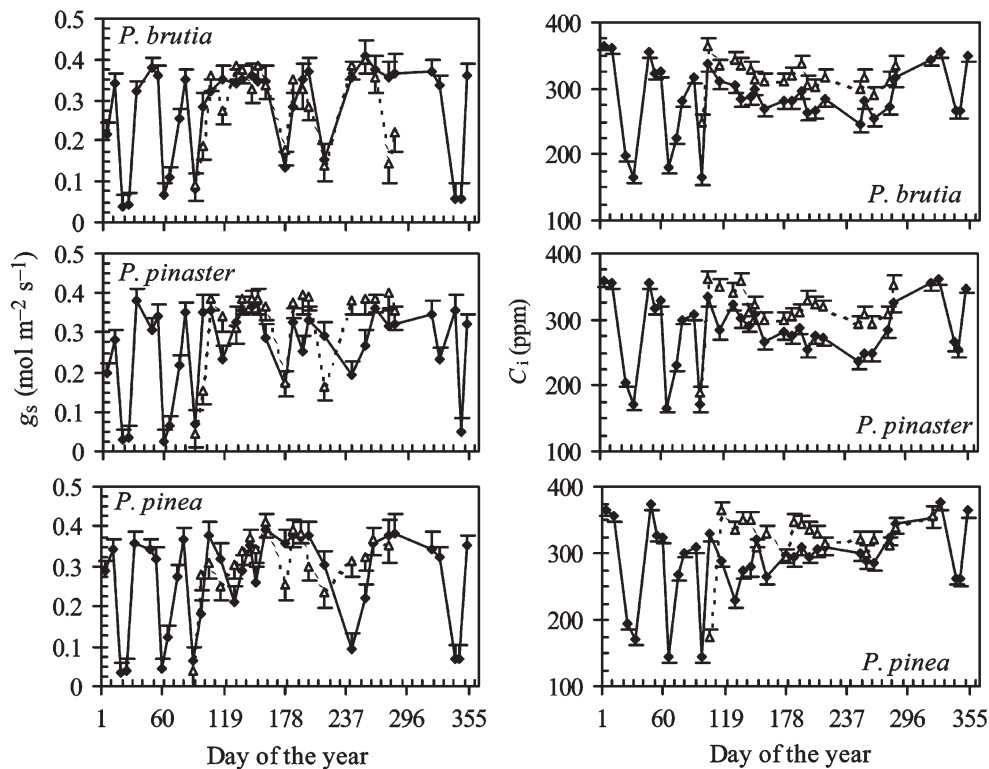 0.5
0.4
0.3
0.2
0.1
0
P. brutia
400
300
200
100
P. brutia
gs (mol m−2 s−1)
0.5
0.4
0.3
0.2
0.1
0
P. pinaster
Ci (ppm)
400
300
200
100
P. pinaster
0.5
0.4
0.3
0.2
0.1
0
P. pinea
1 60 119 178 237 296 355
Day of the year
400
300
200
100
P. pinea
1 60 119 178 237 296 355
Day of the year